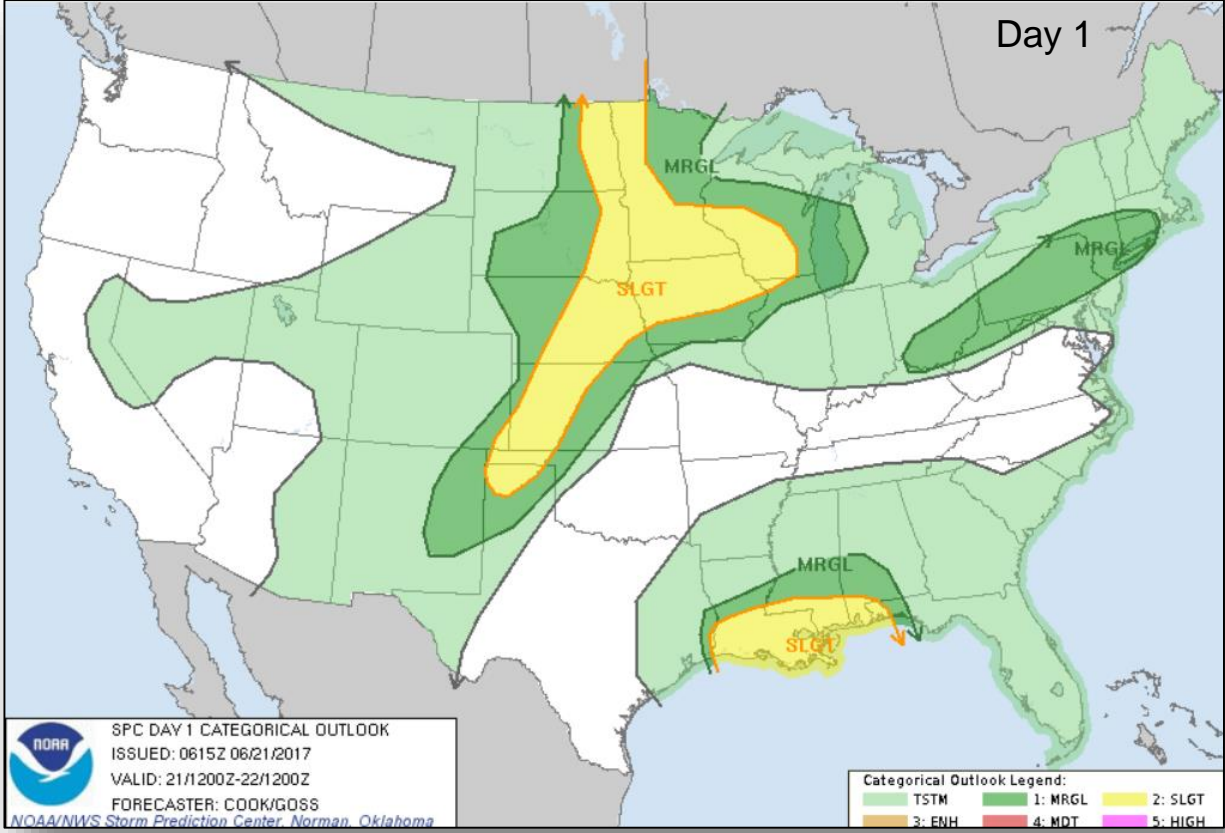 Day 1
MRGL
MRGL
SLGT
MRGL
SLGT
NOAA
SPC DAY 1 CATEGORICAL OUTLOOK
ISSUED: 0615Z 06/21/2017
VALID: 21/1200Z-22/1200Z
FORECASTER: COOK/GOSS
NOAA/NWS Storm Prediction Center, Norman, Oklahoma
Categorical Outlook Legend:
TSTM 1: MRGL 2: SLGT
3: ENH 4: MDT 5: HIGH